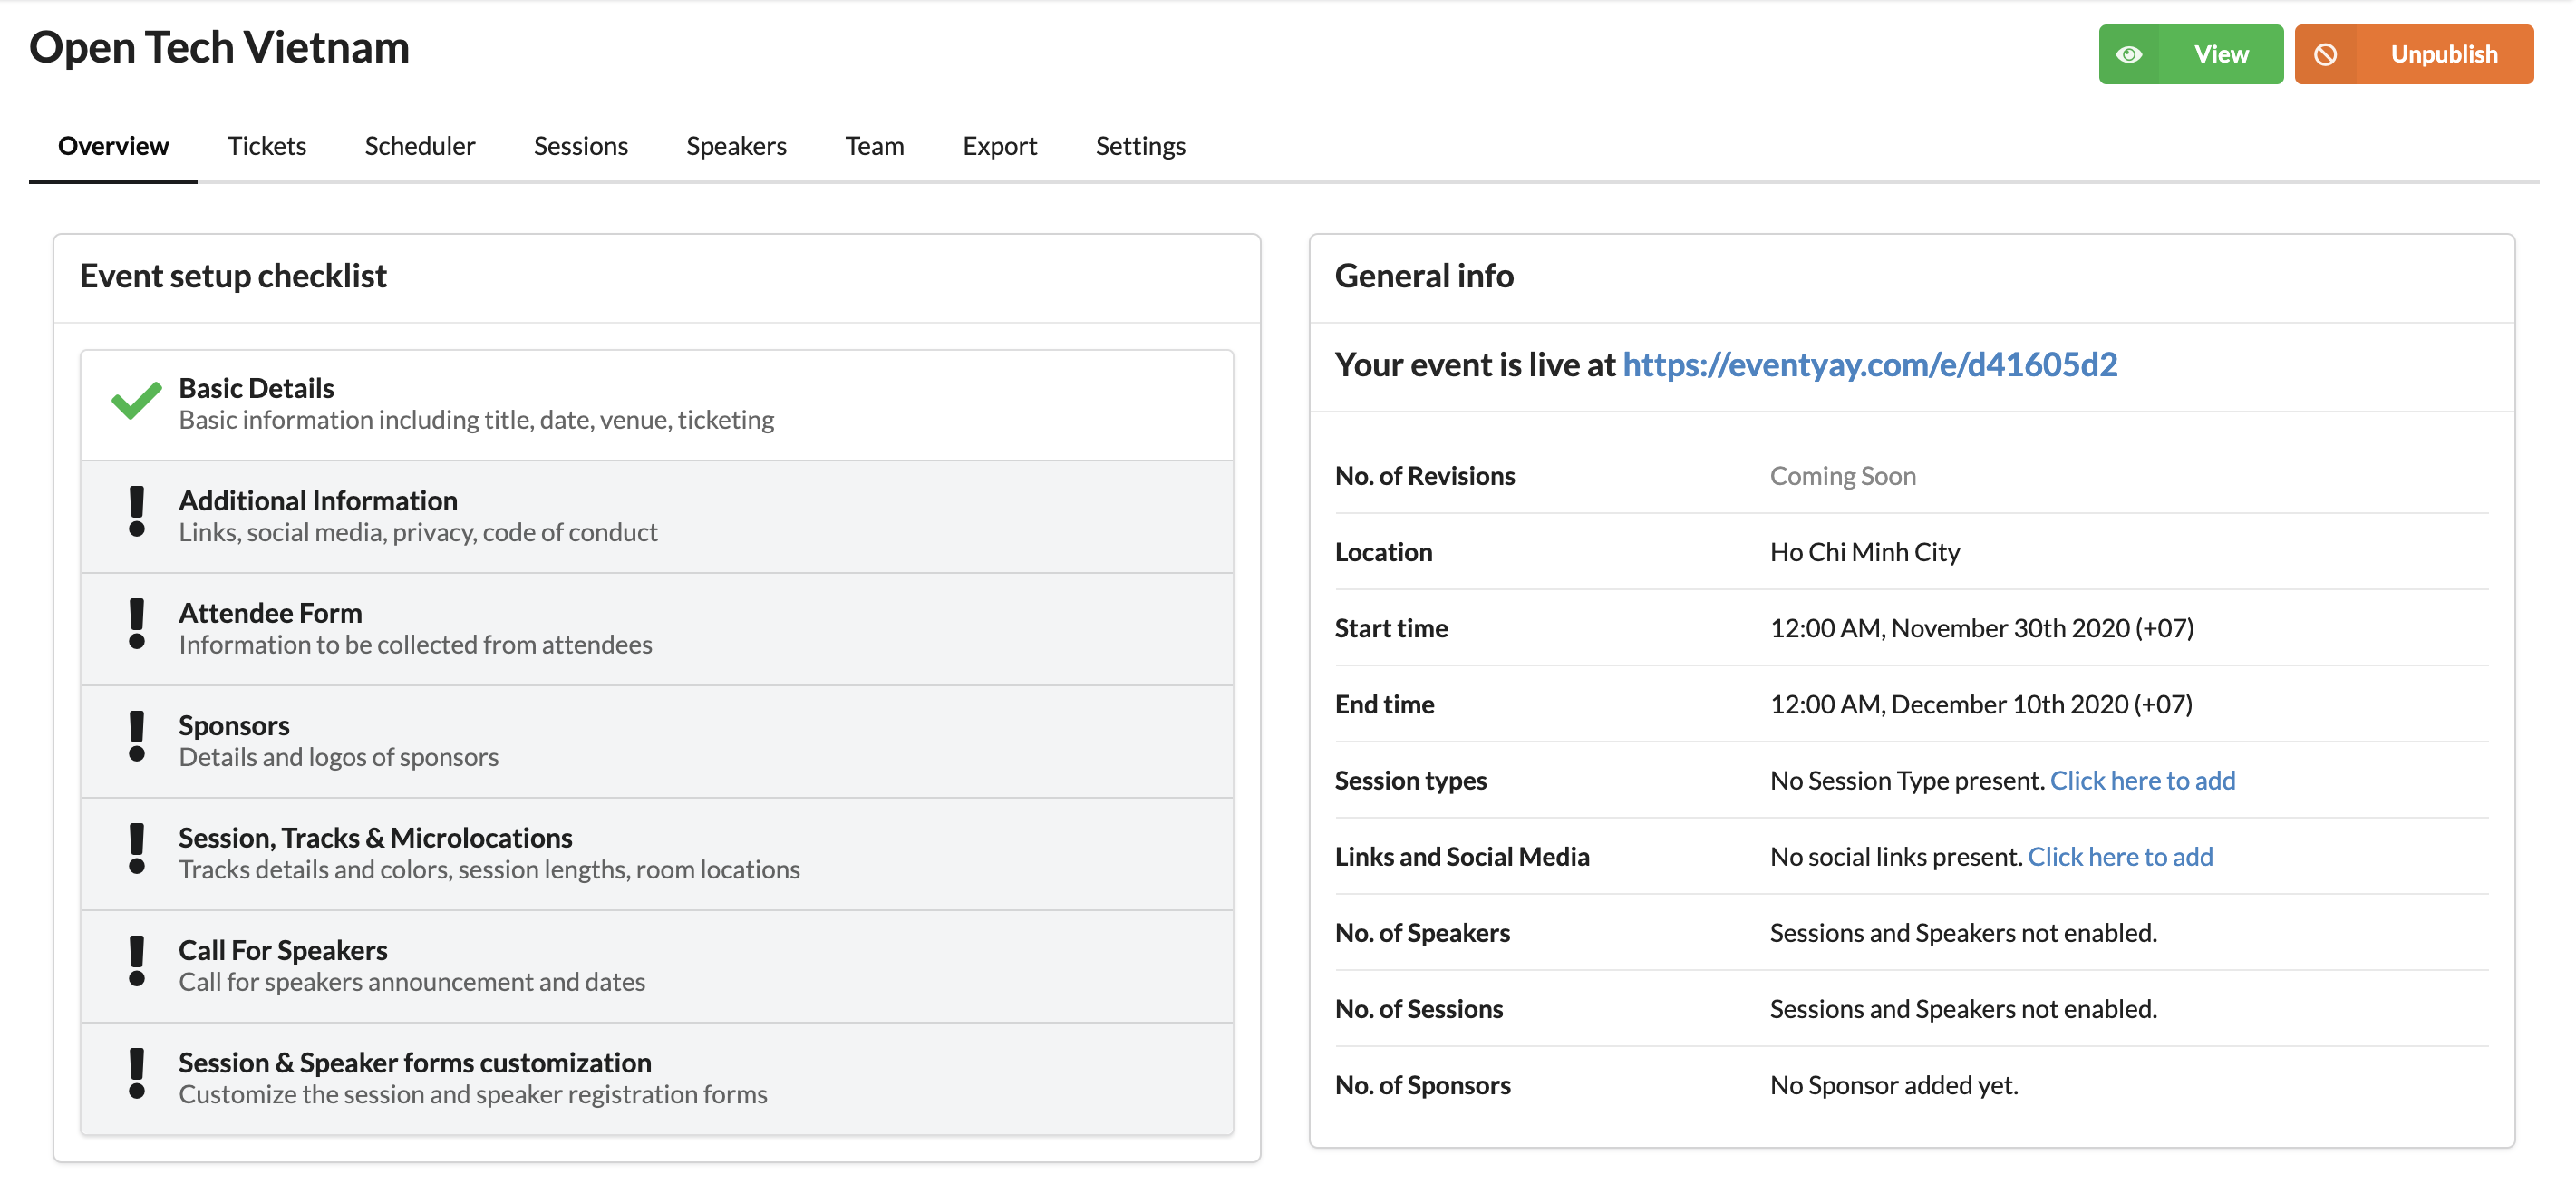 Open Tech Vietnam
View
Unpublish
Overview Tickets Scheduler Sessions Speakers Team Export Settings
Event setup checklist
Basic Details
Basic information including title, date, venue, ticketing
Additional Information
Links, social media, privacy, code of conduct
Attendee Form
Information to be collected from attendees
Sponsors
Details and logos of sponsors
Session, Tracks & Microlocations
Tracks details and colors, session lengths, room locations
Call For Speakers
Call for speakers announcement and dates
Session & Speaker forms customization
Customize the session and speaker registration forms
General info
Your event is live at https://eventyay.com/e/d41605d2
No. of Revisions Coming Soon
Location Ho Chi Minh City
Start time 12:00 AM, November 30th 2020 (+07)
End time 12:00 AM, December 10th 2020 (+07)
Session types No Session Type present. Click here to add
Links and Social Media No social links present. Click here to add
No. of Speakers Sessions and Speakers not enabled.
No. of Sessions Sessions and Speakers not enabled.
No. of Sponsors No Sponsor added yet.